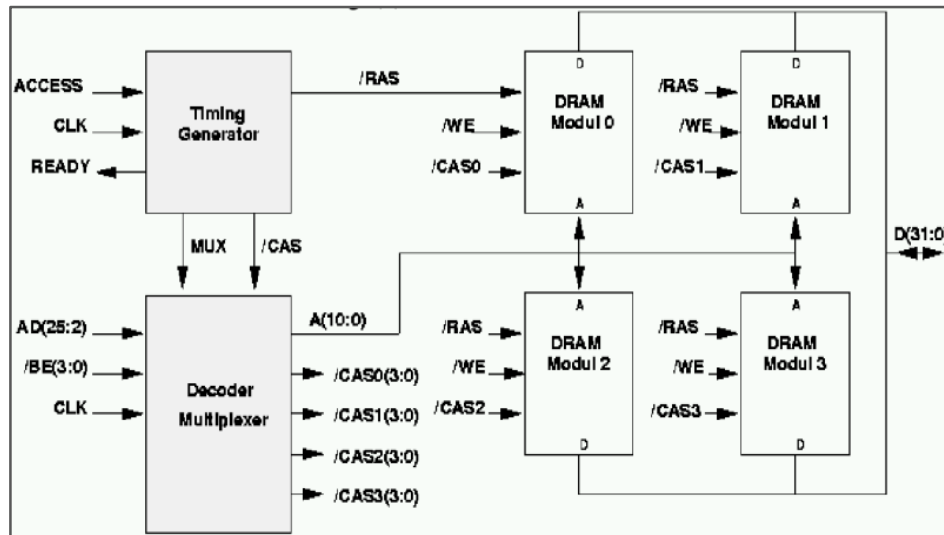 ACCESS
CLK
READY
Timing
Generator
/RAS
MUX
/CAS
D
DRAM
Modul 0
/WE
/CAS0
A
D
/RAS
DRAM
Modul 1
/WE
/CAS1
A
D(31:0)
AD(25:2)
/BE(3:0)
CLK
Decoder
Multiplexer
A(10:0)
/CAS0(3:0)
/CAS1(3:0)
/CAS2(3:0)
/CAS3(3:0)
A
/RAS
DRAM
Modul 2
/WE
/CAS2
D
A
/RAS
DRAM
Modul 3
/WE
/CAS3
D